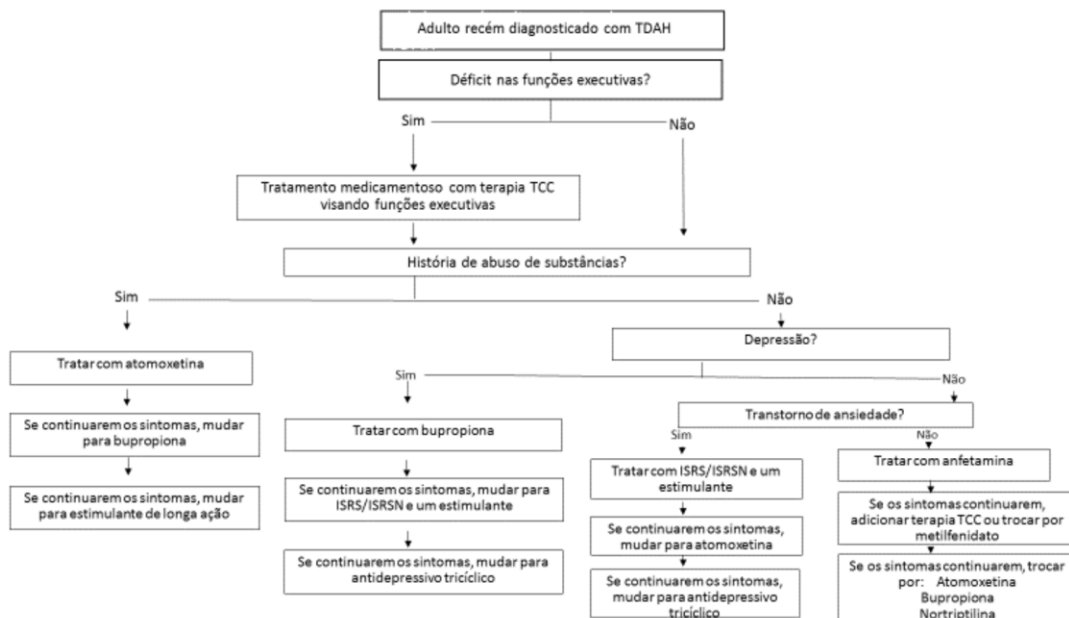 Adulto recém diagnosticado com TDAH
Déficit nas funções executivas?
Sim
Não
Tratamento medicamentoso com terapia TCC
visando funções executivas
História de abuso de substâncias?
Sim
Não
Tratar com atomoxetina
Se continuarem os sintomas, mudar
para bupropiona
Se continuarem os sintomas, mudar
para estimulante de longa ação
Depressão?
Sim
Não
Tratar com bupropiona
Se continuarem os sintomas, mudar para
ISRS/ISRSN e um estimulante
Se continuarem os sintomas, mudar para
antidepressivo tricíclico
Transtorno de ansiedade?
Sim
Não
Tratar com ISRS/ISRSN e um
estimulante
Se continuarem os sintomas,
mudar para atomoxetina
Se continuarem os sintomas,
mudar para antidepressivo
tricíclico
Tratar com anfetamina
Se os sintomas continuarem,
adicionar terapia TCC ou trocar por
metilfenidato
Se os sintomas continuarem, trocar
por: Atomoxetina
Bupropiona
Nortriptilina